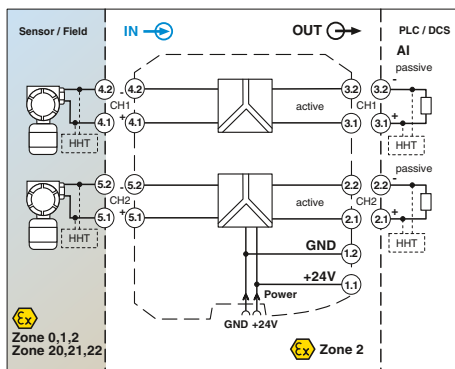 Sensor / Field
IN
OUT
PLC / DCS
AI
passive
4.2
-
4.2
3.2
3.2
-
CH1
active
CH1
4.1
+
4.1
3.1
3.1
+
HHT
HHT
passive
5.2
-
5.2
2.2
2.2
-
CH2
active
CH2
5.1
+
5.1
2.1
2.1
+
HHT
HHT
GND
1.2
+24V
1.1
Power
GND +24V
Ex
Zone 0,1,2
Zone 20,21,22
Ex
Zone 2